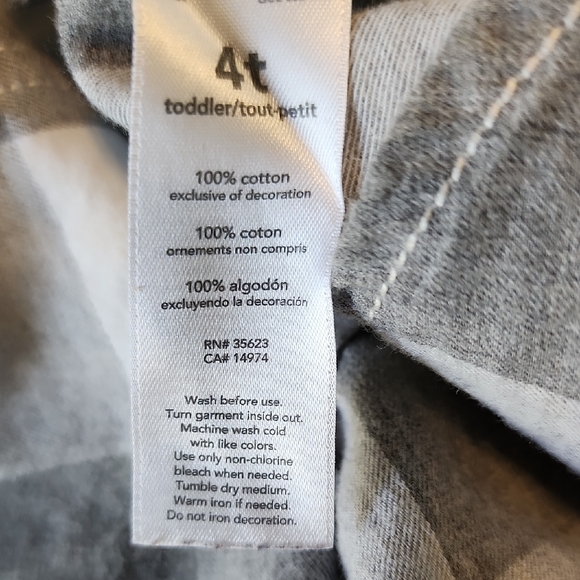 4t
toddler/tout-petit
100% cotton
exclusive of decoration
100% coton
ornements non compris
100% algodón
excluyendo la decoración
RN# 35623
CA# 14974
Wash before use.
Turn garment inside out.
Machine wash cold
with like colors.
Use only non-chlorine
bleach when needed.
Tumble dry medium.
Warm iron if needed.
Do not iron decoration.